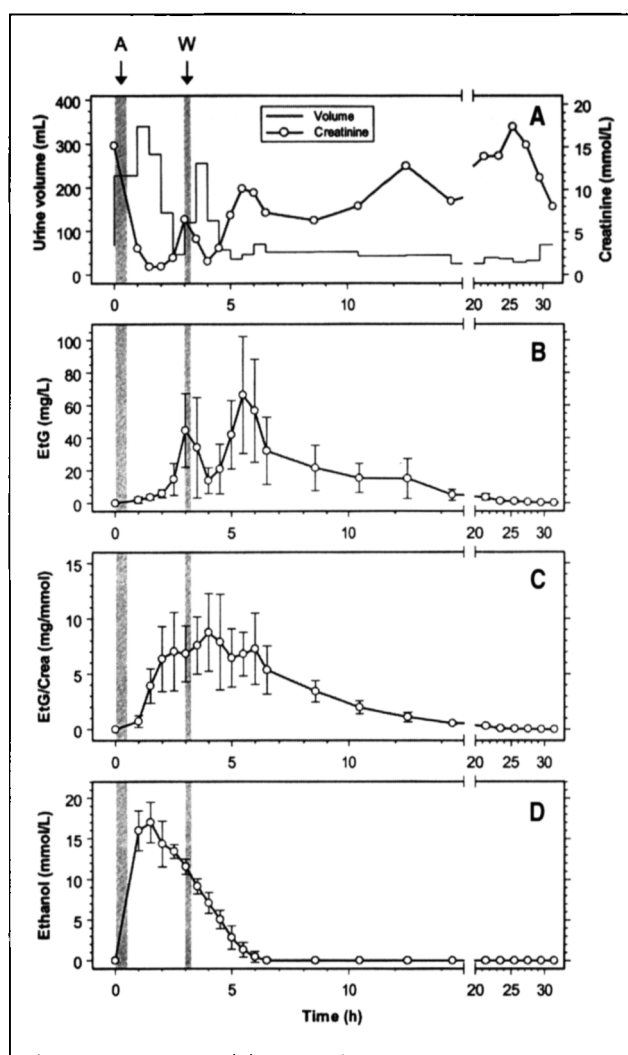 A W
Urine volume (mL)
400
300
200
100
0
Volume
Creatinine
A
20
15
10
5
0
Creatinine (mmol/L)
0 5 10 20 25 30
EtG (mg/L)
100
80
60
40
20
0
B
0 5 10 20 25 30
EtG/Crea (mg/mmol)
15
10
5
0
C
0 5 10 20 25 30
Ethanol (mmol/L)
20
15
10
5
0
D
0 5 10 20 25 30
Time (h)